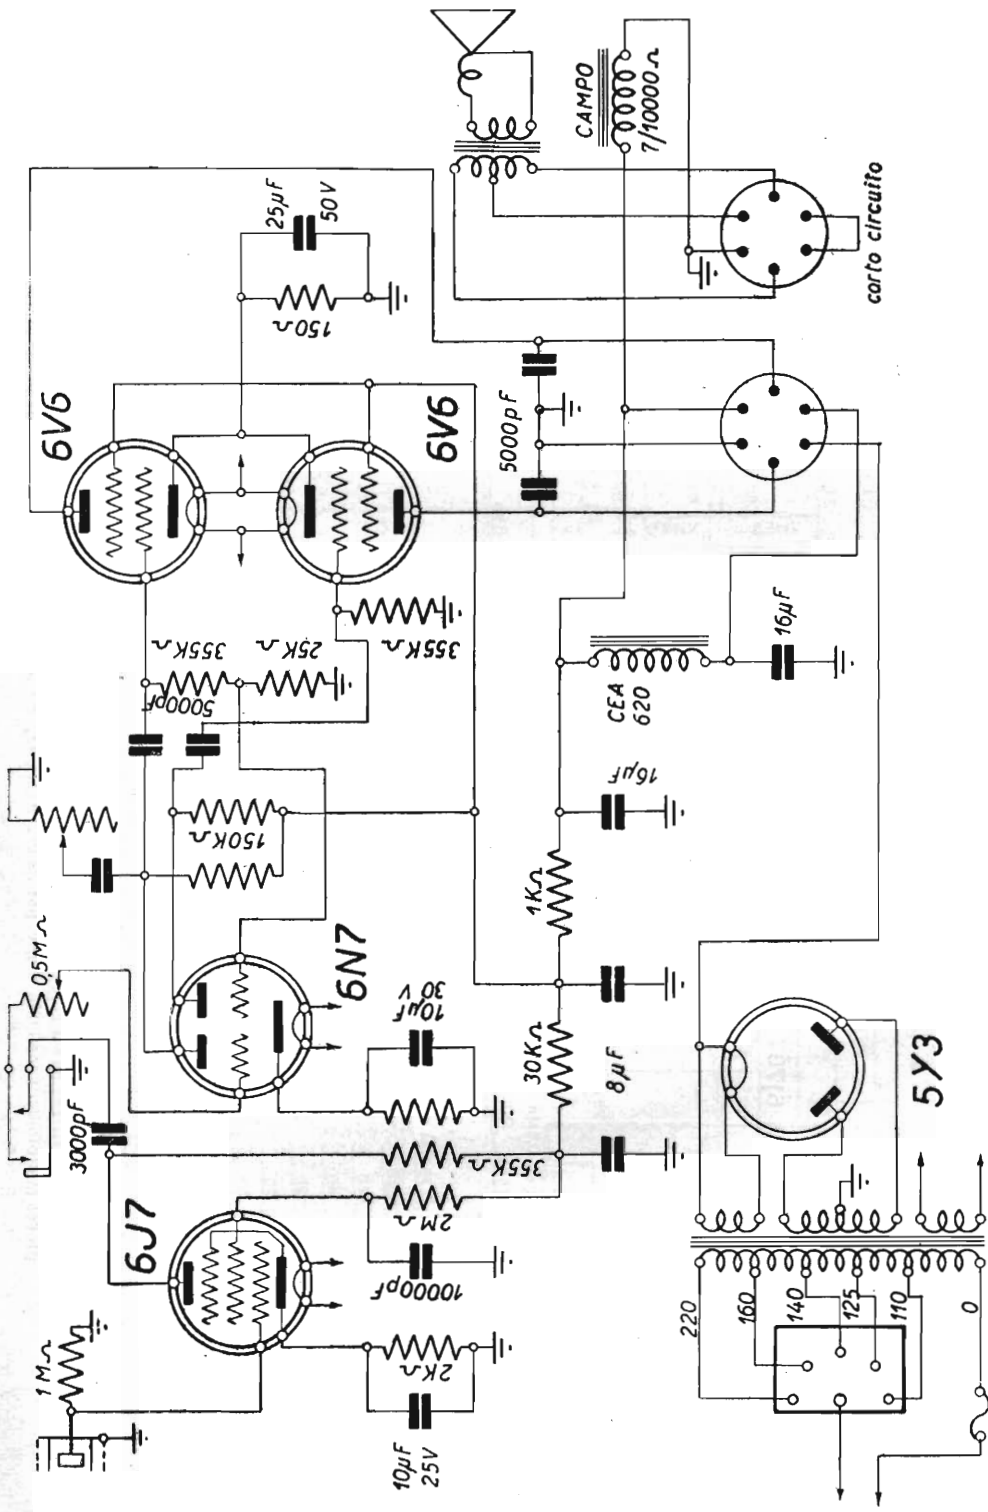 6V6
6V6
25µF
50V
150Ω
CAMPO
7/10000Ω
corto circuito
5000pF
355KΩ
25KΩ
355KΩ
5000pF
150KΩ
CEA
620
16µF
16µF
1KΩ
0,5MΩ
6N7
10µF
30V
30KΩ
8µF
3000pF
355KΩ
2MΩ
6J7
10000pF
1MΩ
2KΩ
10µF
25V
5Y3
220
160
140
125
110
0